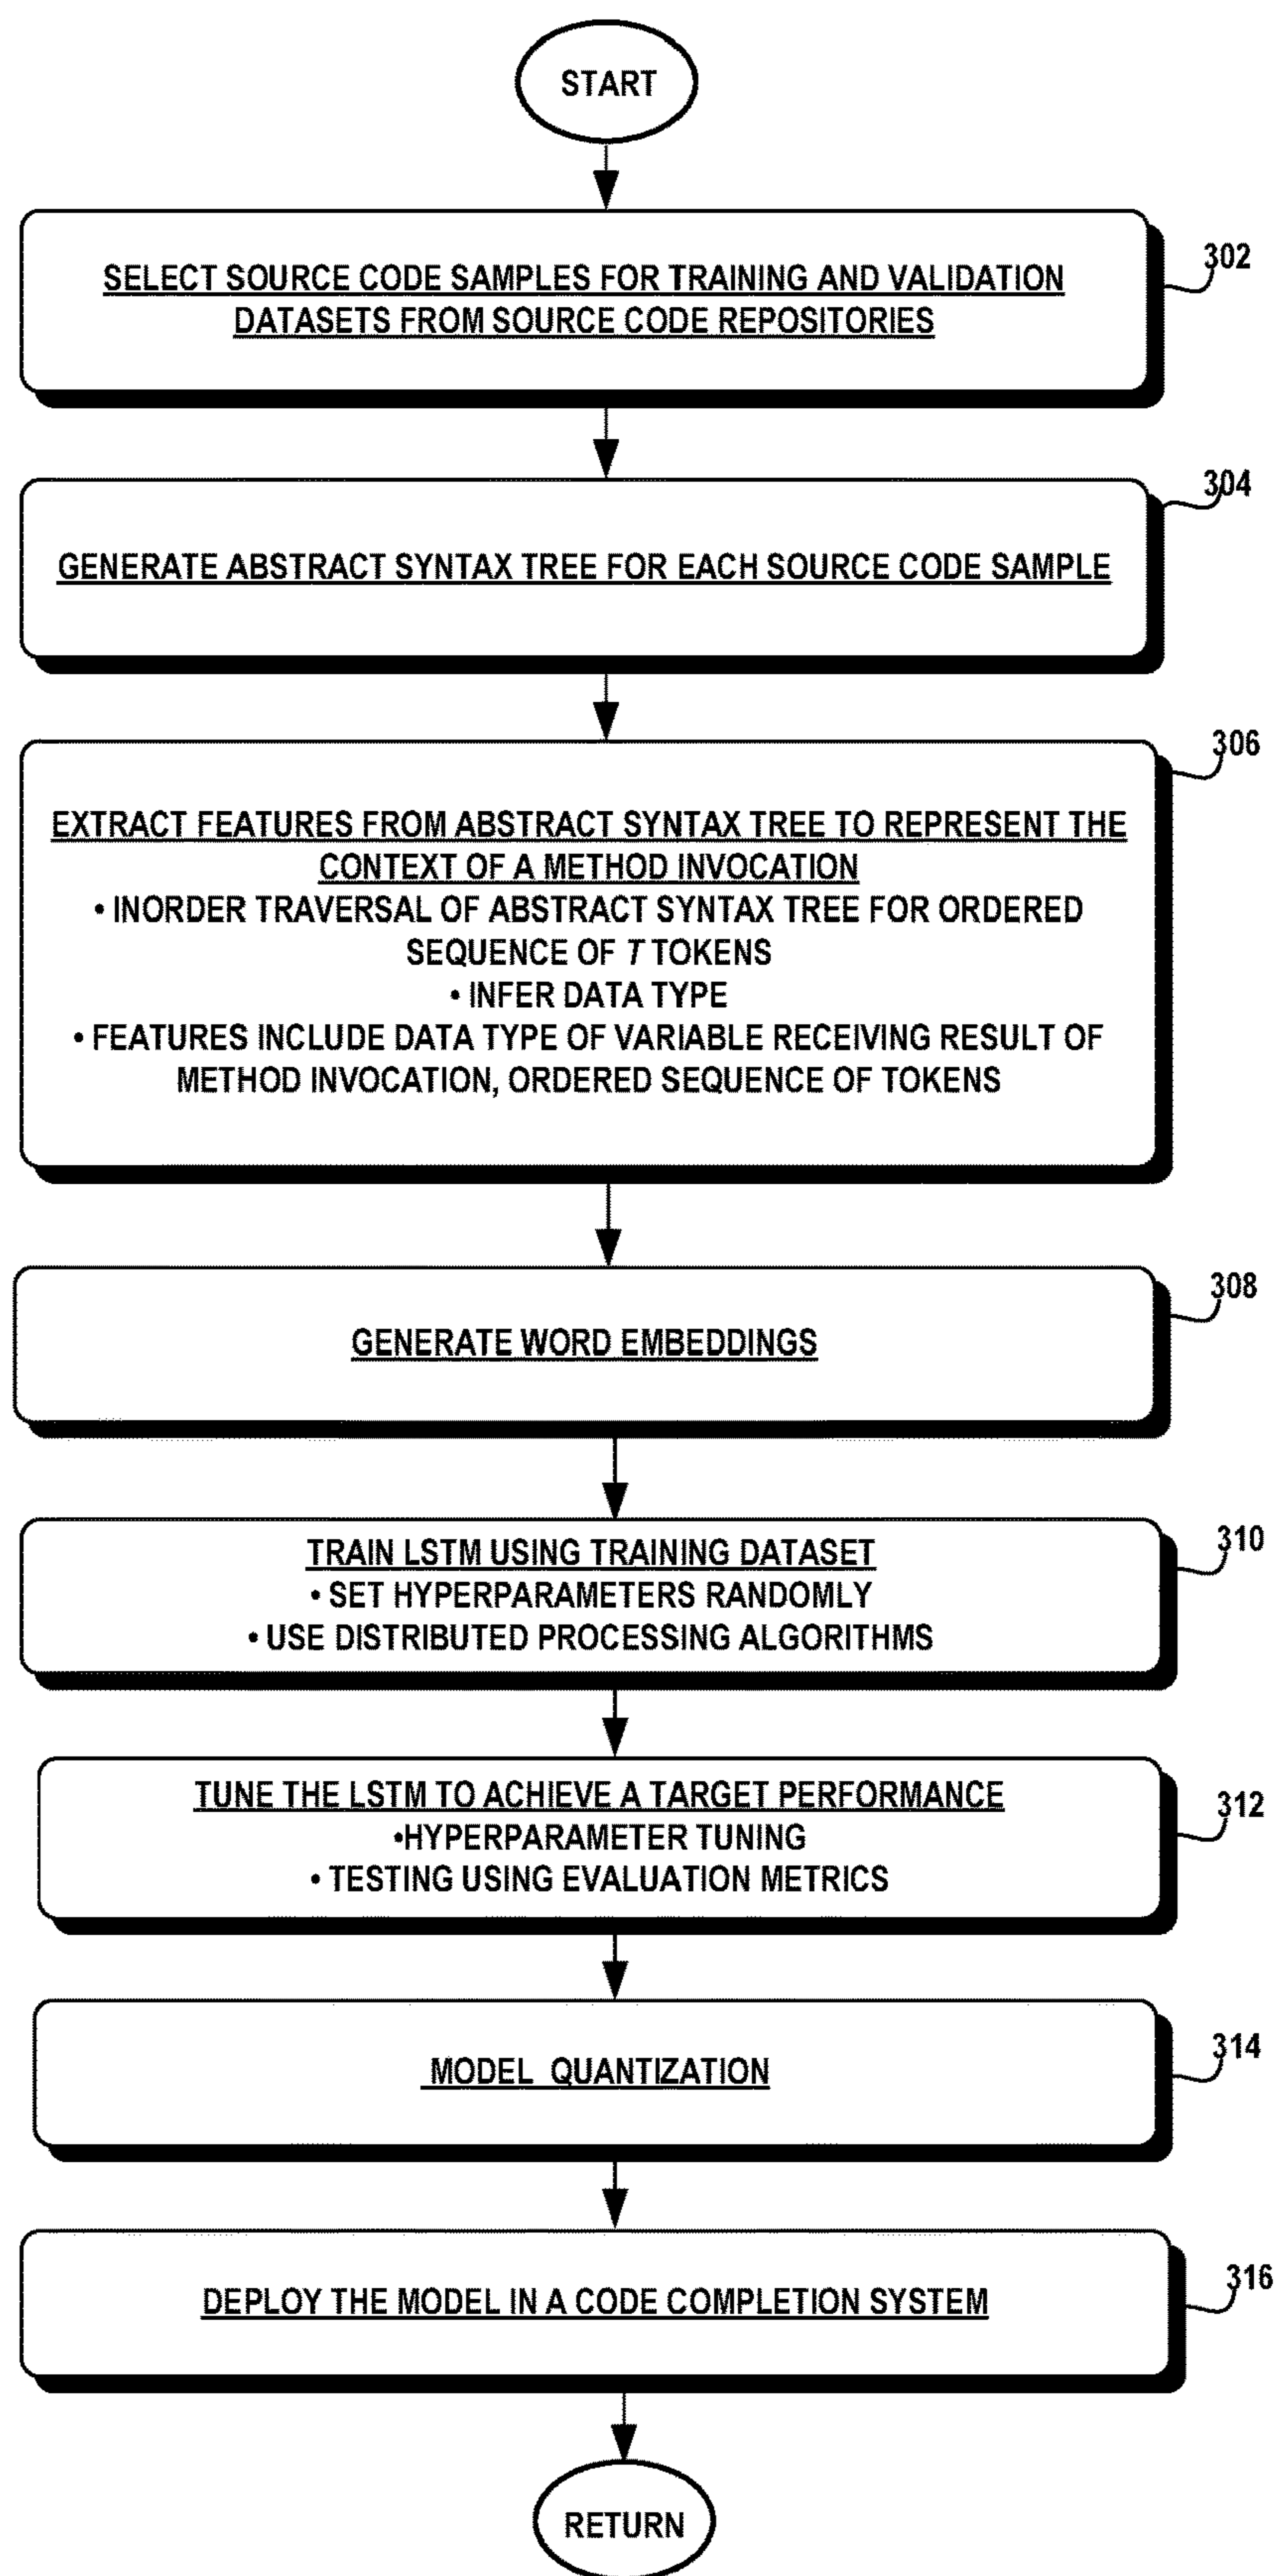 START
SELECT SOURCE CODE SAMPLES FOR TRAINING AND VALIDATION
DATASETS FROM SOURCE CODE REPOSITORIES
302
GENERATE ABSTRACT SYNTAX TREE FOR EACH SOURCE CODE SAMPLE
304
EXTRACT FEATURES FROM ABSTRACT SYNTAX TREE TO REPRESENT THE
CONTEXT OF A METHOD INVOCATION
• INORDER TRAVERSAL OF ABSTRACT SYNTAX TREE FOR ORDERED
SEQUENCE OF T TOKENS
• INFER DATA TYPE
• FEATURES INCLUDE DATA TYPE OF VARIABLE RECEIVING RESULT OF
METHOD INVOCATION, ORDERED SEQUENCE OF TOKENS
306
GENERATE WORD EMBEDDINGS
308
TRAIN LSTM USING TRAINING DATASET
• SET HYPERPARAMETERS RANDOMLY
• USE DISTRIBUTED PROCESSING ALGORITHMS
310
TUNE THE LSTM TO ACHIEVE A TARGET PERFORMANCE
•HYPERPARAMETER TUNING
• TESTING USING EVALUATION METRICS
312
MODEL QUANTIZATION
314
DEPLOY THE MODEL IN A CODE COMPLETION SYSTEM
316
RETURN